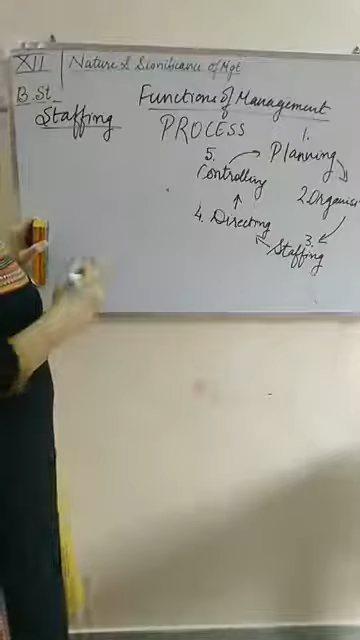 XII Nature & Significance of Mgt
B.St
Functions of Management
Staffing
PROCESS
1.
Planning
2. Organisi
3.
Staffing
4. Directing
5.
Controlling